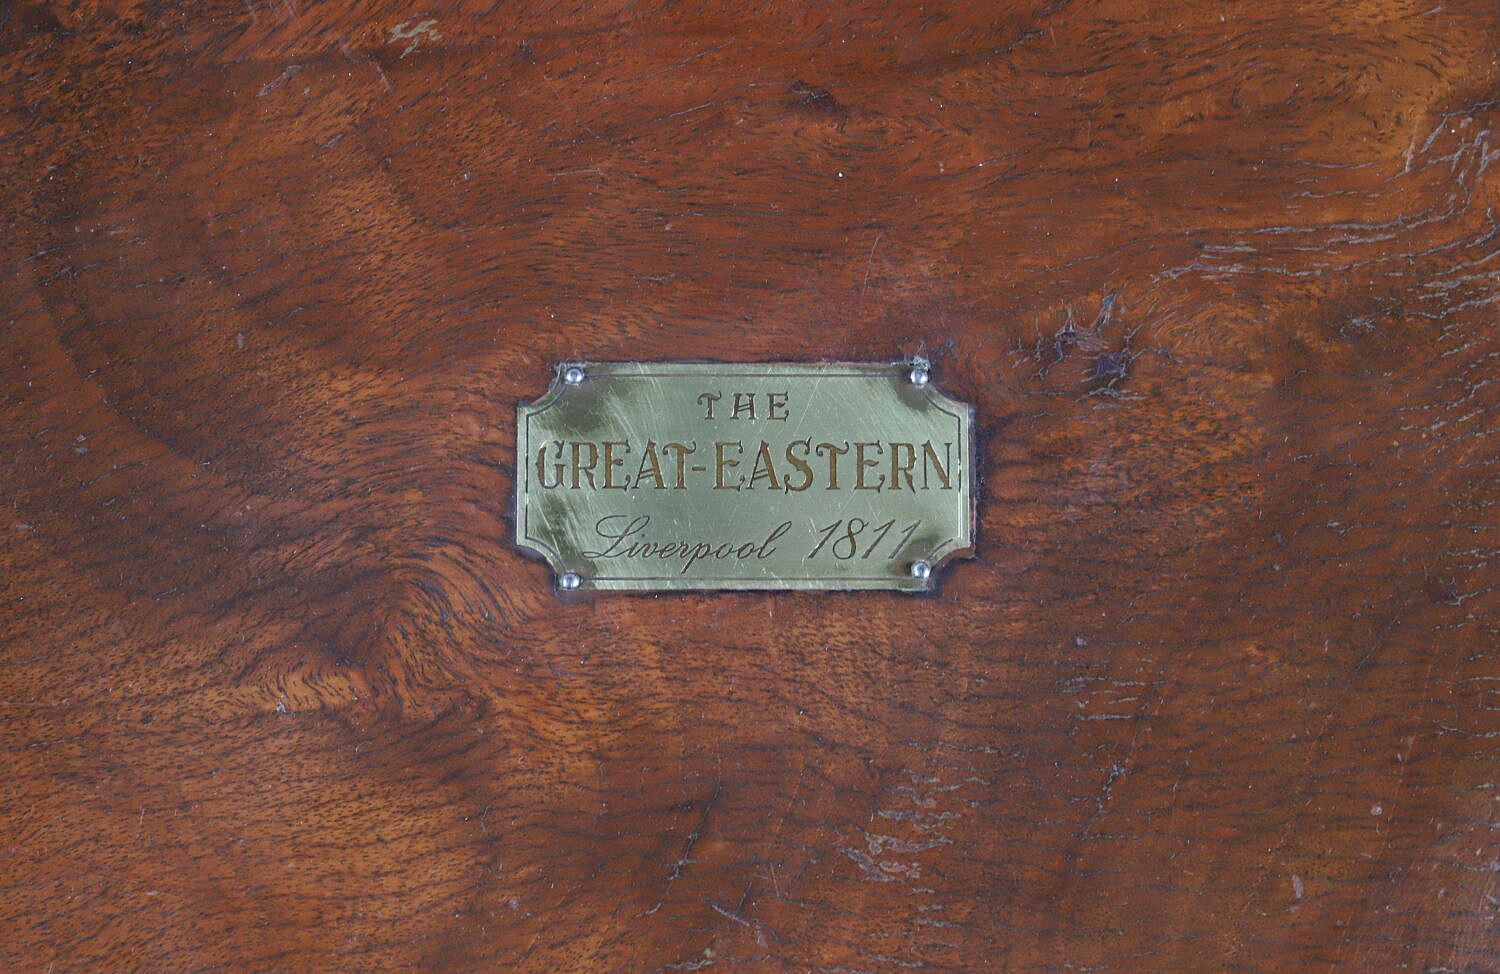 THE
GREAT-EASTERN
Liverpool 1811